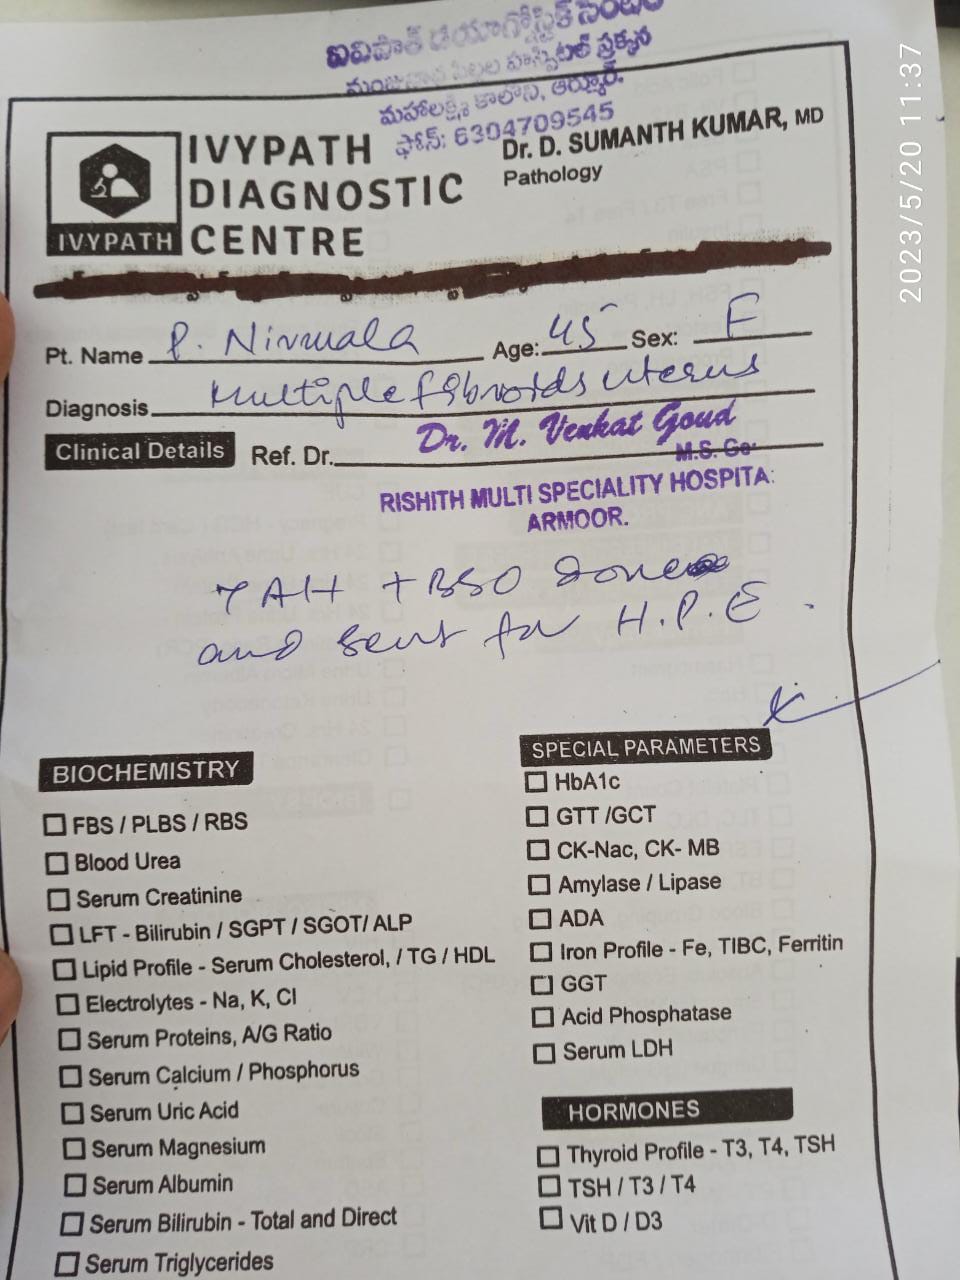 ఐవిపాత్ డయాగ్నోస్టిక్ సెంటర్
మంజునాథ పిల్లల హాస్పిటల్ ప్రక్కన
మహాలక్ష్మి కాలొని, ఆర్మూర్.
ఫోన్: 6304709545
IVYPATH
DIAGNOSTIC
CENTRE
IVYPATH
Dr. D. SUMANTH KUMAR, MD
Pathology
2023/5/20 11:37
Pt. Name P. Nirmala Age: 45 Sex: F
Diagnosis Multiple fibroids uterus
Clinical Details Ref. Dr. Dr. M. Venkat Goud
RISHITH MULTI SPECIALITY HOSPITA
ARMOOR.
TAH + BSO done
and sent for H.P.E.
BIOCHEMISTRY
FBS / PLBS / RBS
Blood Urea
Serum Creatinine
LFT - Bilirubin / SGPT / SGOT/ ALP
Lipid Profile - Serum Cholesterol, / TG / HDL
Electrolytes - Na, K, Cl
Serum Proteins, A/G Ratio
Serum Calcium / Phosphorus
Serum Uric Acid
Serum Magnesium
Serum Albumin
Serum Bilirubin - Total and Direct
Serum Triglycerides
SPECIAL PARAMETERS
HbA1c
GTT /GCT
CK-Nac, CK- MB
Amylase / Lipase
ADA
Iron Profile - Fe, TIBC, Ferritin
GGT
Acid Phosphatase
Serum LDH
HORMONES
Thyroid Profile - T3, T4, TSH
TSH / T3 / T4
Vit D / D3